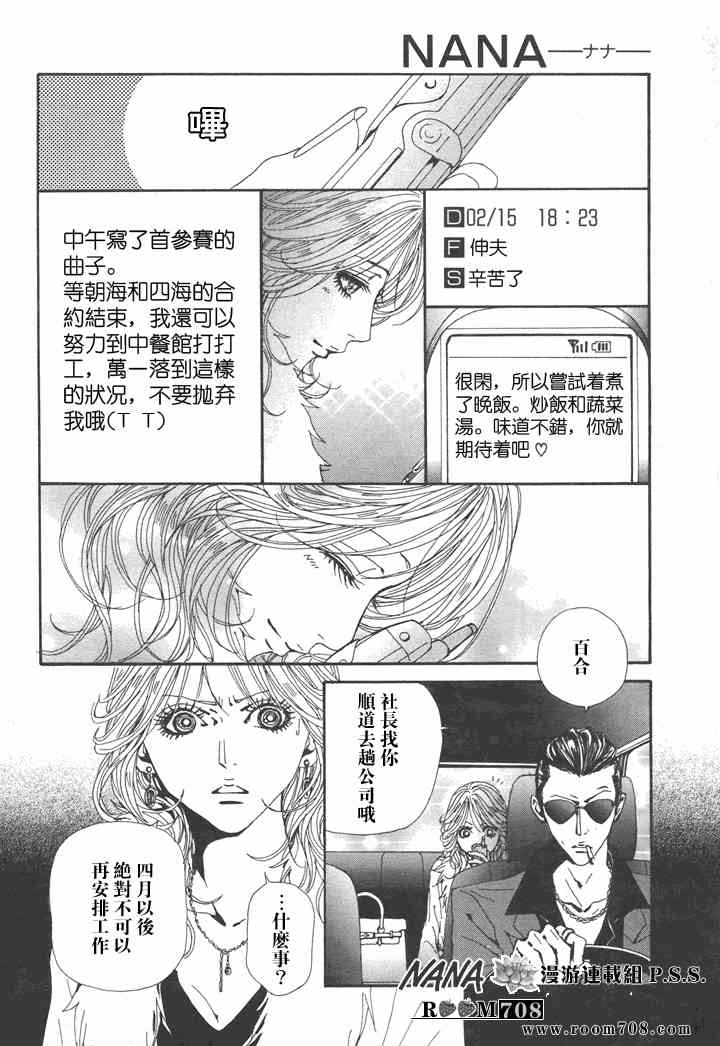 NANA—ナナ—
嗶
D 02/15 18：23
F 伸夫
S 辛苦了
很閑，所以嘗試着煮
了晚飯。炒飯和蔬菜
湯。味道不錯，你就
期待着吧♡
中午寫了首參賽的
曲子。
等朝海和四海的合
約結束，我還可以
努力到中餐館打打
工，萬一落到這樣
的狀況，不要拋弃
我哦(T T)
百合
社長找你
順道去趟公司哦
…什麼事？
四月以後
絕對不可以
再安排工作
NANA 漫游連載組 P.S.S.
ROOM 708
www.room708.com